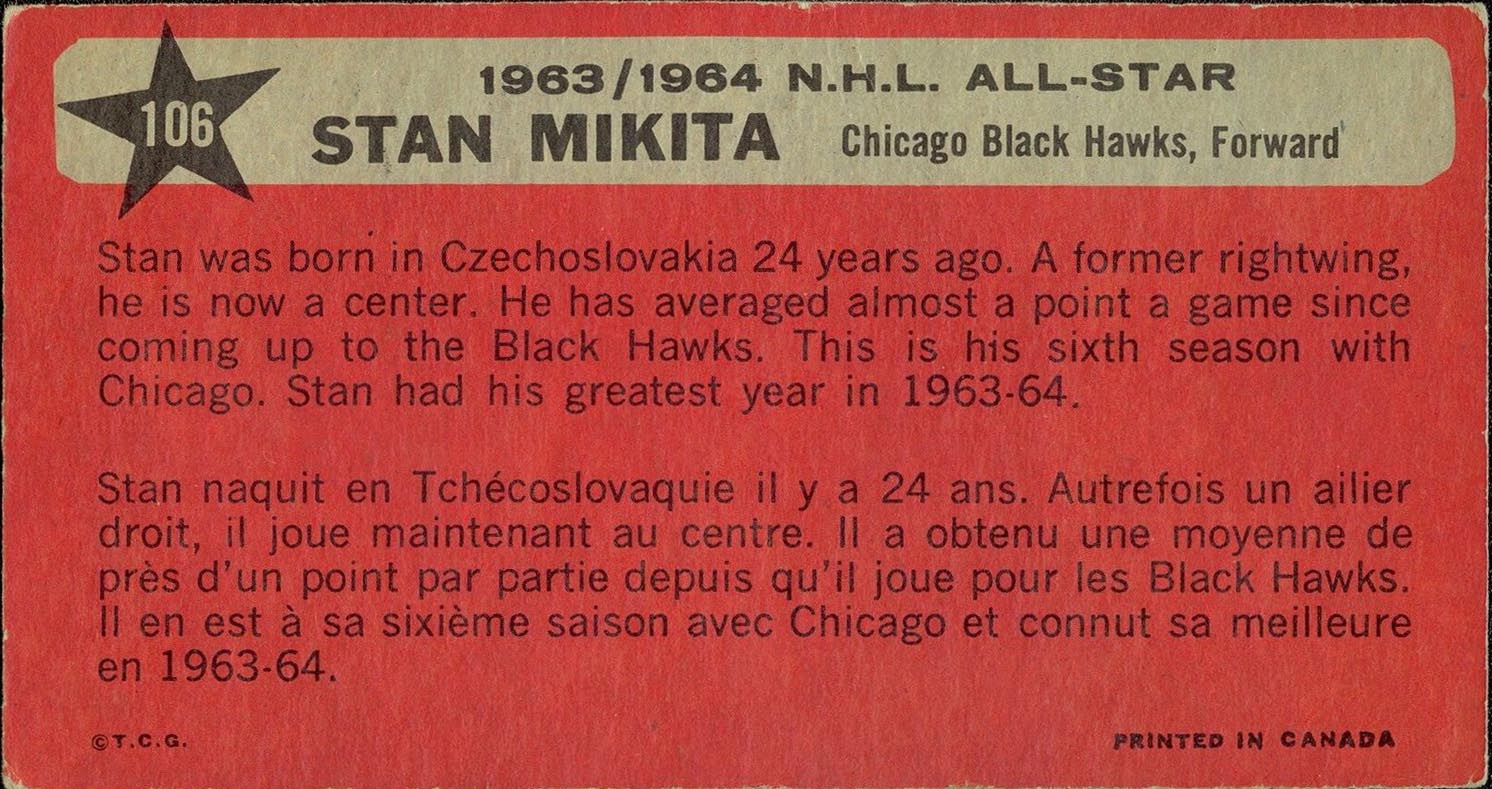 106
1963/1964 N.H.L. ALL-STAR
STAN MIKITA Chicago Black Hawks, Forward
Stan was born in Czechoslovakia 24 years ago. A former rightwing,
he is now a center. He has averaged almost a point a game since
coming up to the Black Hawks. This is his sixth season with
Chicago. Stan had his greatest year in 1963-64.
Stan naquit en Tchécoslovaquie il y a 24 ans. Autrefois un ailier
droit, il joue maintenant au centre. Il a obtenu une moyenne de
près d'un point par partie depuis qu'il joue pour les Black Hawks.
Il en est à sa sixième saison avec Chicago et connut sa meilleure
en 1963-64.
©T.C.G. PRINTED IN CANADA